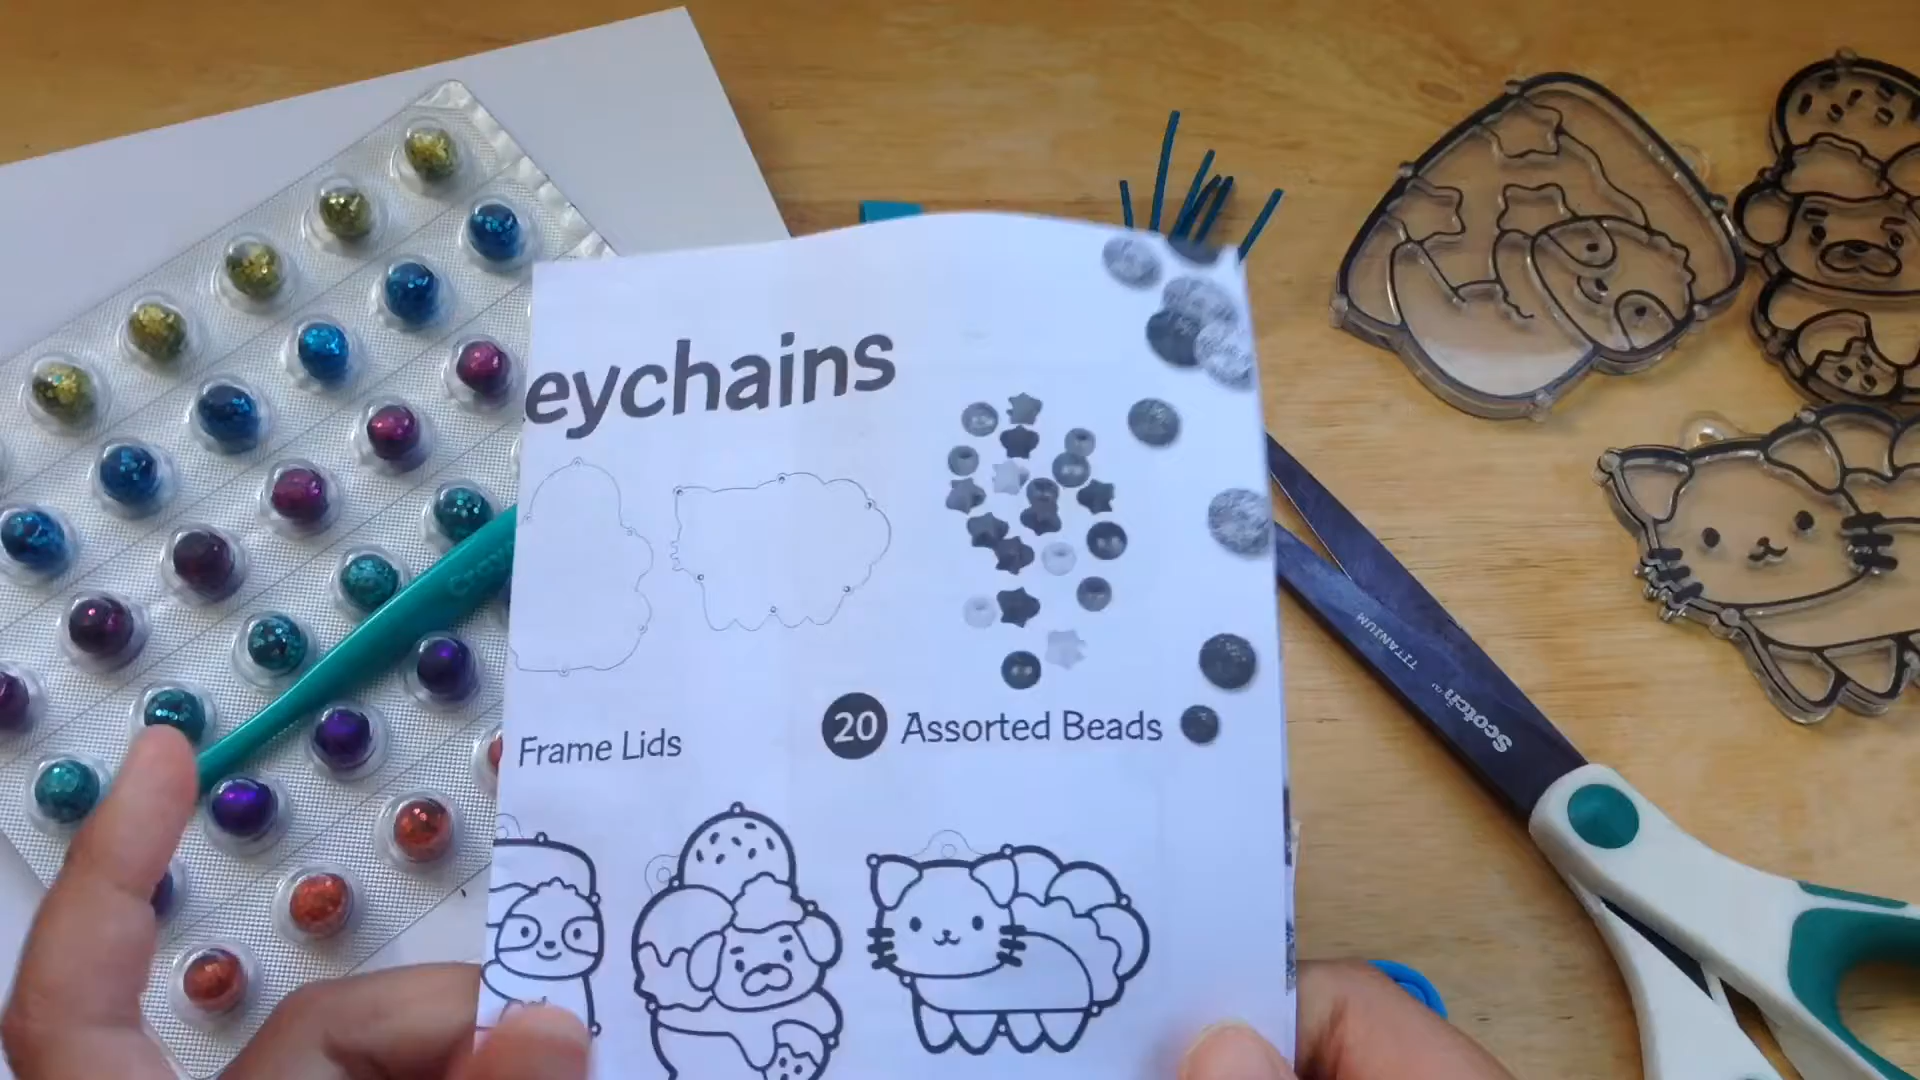 eychains
Frame Lids
20 Assorted Beads
TITANIUM
Scotch